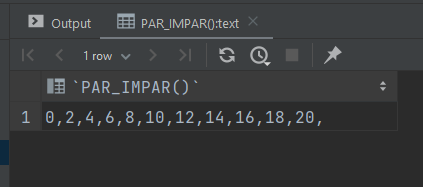 Output PAR_IMPAR():text
1 row
`PAR_IMPAR()`
1 0,2,4,6,8,10,12,14,16,18,20,